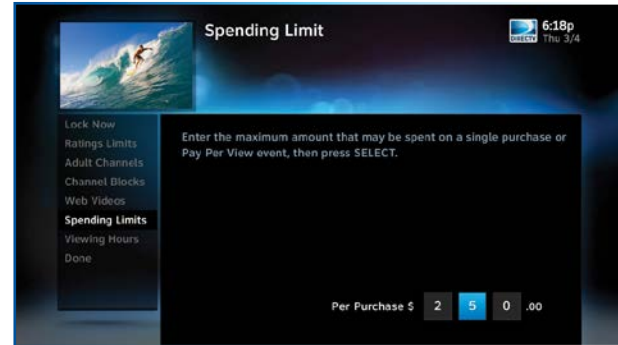 Spending Limit
DIRECTV
6:18p
Thu 3/4
Lock Now
Ratings Limits
Adult Channels
Channel Blocks
Web Videos
Spending Limits
Viewing Hours
Done
Enter the maximum amount that may be spent on a single purchase or
Pay Per View event, then press SELECT.
Per Purchase $ 2 5 0 .00